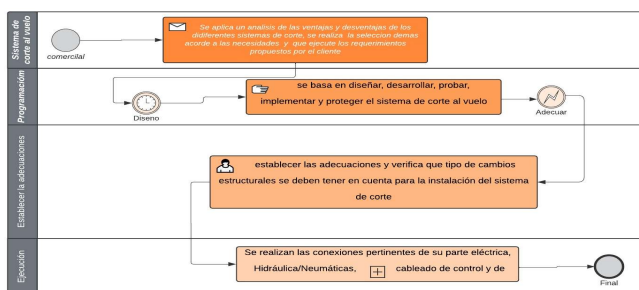 Sistema de
corte al vuelo
comercilal
Se aplica un analisis de las ventajas y desventajas de los
didiferentes sistemas de corte, se realiza la seleccion demas
acorde a las necesidades y que ejecute los requerimientos
propuestos por el cliente
Programación
Diseno
se basa en diseñar, desarrollar, probar,
implementar y proteger el sistema de corte al vuelo
Adecuar
Establecer la adecuaciones
establecer las adecuaciones y verifica que tipo de cambios
estructurales se deben tener en cuenta para la instalación del sistema
de corte
Ejecución
Se realizan las conexiones pertinentes de su parte eléctrica,
Hidráulica/Neumáticas, cableado de control y de
Final